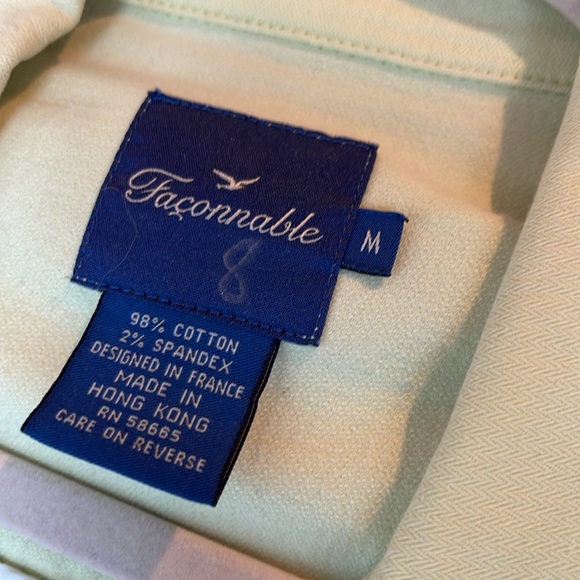 Façonnable
M
8
98% COTTON
2% SPANDEX
DESIGNED IN FRANCE
MADE IN
HONG KONG
RN 58665
CARE ON REVERSE